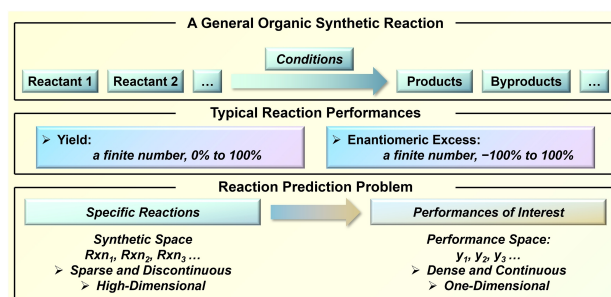 A General Organic Synthetic Reaction
Conditions
Reactant 1 Reactant 2 ... Products Byproducts ...
Typical Reaction Performances
➢ Yield: ➢ Enantiomeric Excess:
a finite number, 0% to 100% a finite number, −100% to 100%
Reaction Prediction Problem
Specific Reactions Performances of Interest
Synthetic Space Performance Space:
Rxn₁, Rxn₂, Rxn₃ ... y₁, y₂, y₃ ...
➢ Sparse and Discontinuous ➢ Dense and Continuous
➢ High-Dimensional ➢ One-Dimensional